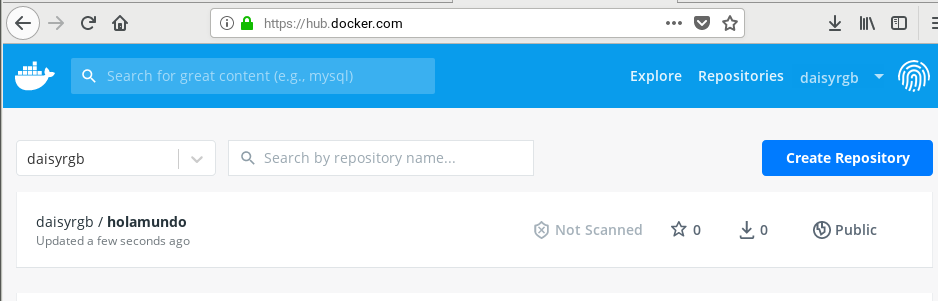 https://hub.docker.com
Search for great content (e.g., mysql)
Explore
Repositories
daisyrgb
daisyrgb
Search by repository name...
Create Repository
daisyrgb / holamundo
Updated a few seconds ago
Not Scanned
0
0
Public